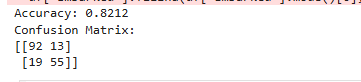 Accuracy: 0.8212
Confusion Matrix:
[[92 13]
[19 55]]